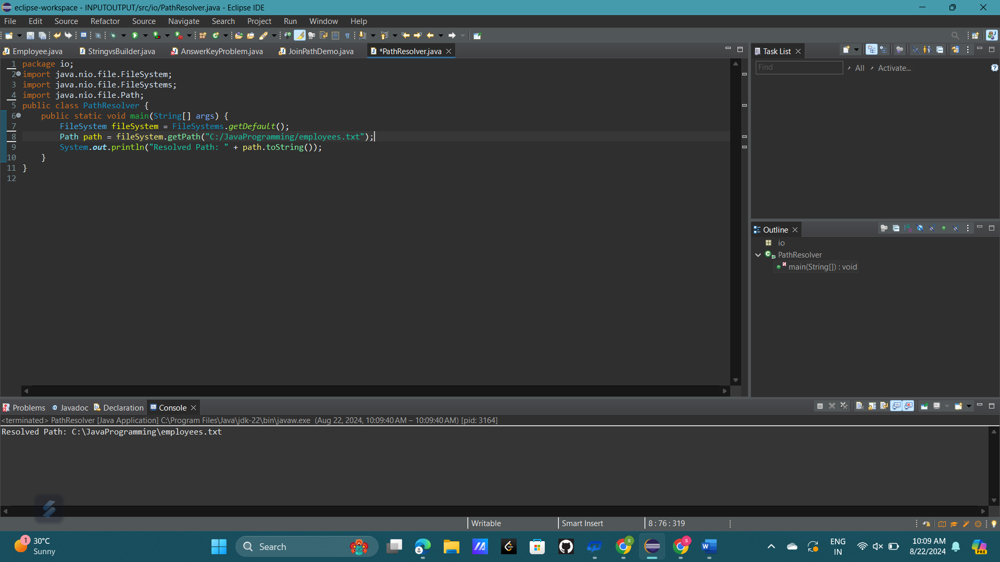 eclipse-workspace - INPUTOUTPUT/src/io/PathResolver.java - Eclipse IDE
File Edit Source Refactor Source Navigate Search Project Run Window Help
Employee.java StringvsBuilder.java AnswerKeyProblem.java JoinPathDemo.java *PathResolver.java
1 package io;
2 import java.nio.file.FileSystem;
3 import java.nio.file.FileSystems;
4 import java.nio.file.Path;
5 public class PathResolver {
6 public static void main(String[] args) {
7 FileSystem fileSystem = FileSystems.getDefault();
8 Path path = fileSystem.getPath("C:/JavaProgramming/employees.txt");
9 System.out.println("Resolved Path: " + path.toString());
10 }
11 }
12
Task List
Find All Activate...
Outline
io
PathResolver
main(String[]) : void
Problems Javadoc Declaration Console
<terminated> PathResolver [Java Application] C:\Program Files\Java\jdk-22\bin\javaw.exe (Aug 22, 2024, 10:09:40 AM – 10:09:40 AM) [pid: 3164]
Resolved Path: C:\JavaProgramming\employees.txt
Writable Smart Insert 8 : 76 : 319
1 30°C
Sunny
Search
ENG
IN
10:09 AM
8/22/2024
PRE